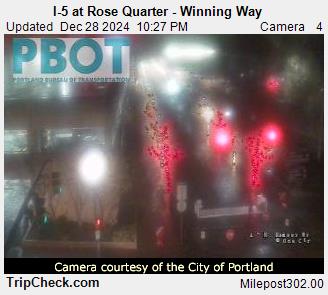 I-5 at Rose Quarter - Winning Way
Updated Dec 28 2024 10:27 PM Camera 4
PBOT
PORTLAND BUREAU OF TRANSPORTATION
Camera courtesy of the City of Portland
TripCheck.com Milepost302.00